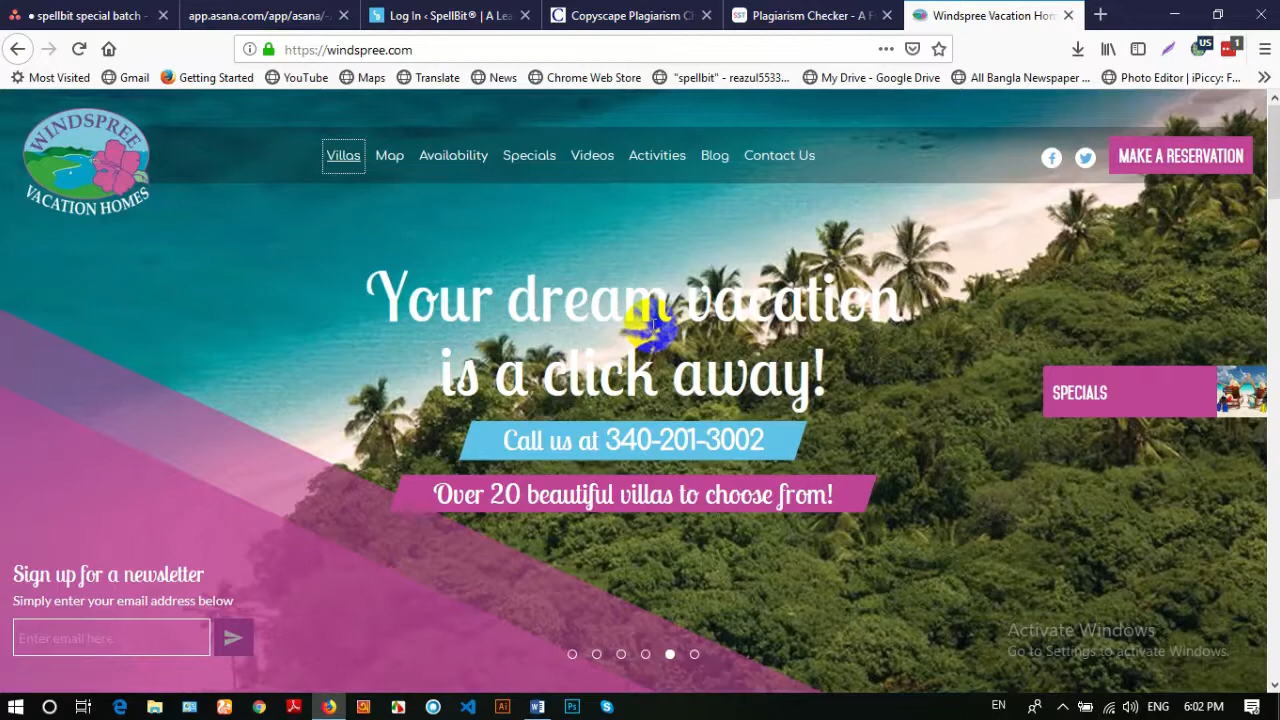 spellbit special batch -
app.asana.com/app/asana/-
Log In ‹ SpellBit® | A Lea
Copyscape Plagiarism C
Plagiarism Checker - A F
Windspree Vacation Hom
https://windspree.com
US
1
Most Visited
Gmail
Getting Started
YouTube
Maps
Translate
News
Chrome Web Store
"spellbit" - reazul5533...
My Drive - Google Drive
All Bangla Newspaper ...
Photo Editor | iPiccy: F...
WINDSPREE
VACATION HOMES
Villas Map Availability Specials Videos Activities Blog Contact Us
MAKE A RESERVATION
Your dream vacation
is a click away!
SPECIALS
Call us at 340-201-3002
Over 20 beautiful villas to choose from!
Sign up for a newsletter
Simply enter your email address below
Enter email here
Activate Windows
Go to Settings to activate Windows.
EN
ENG
6:02 PM